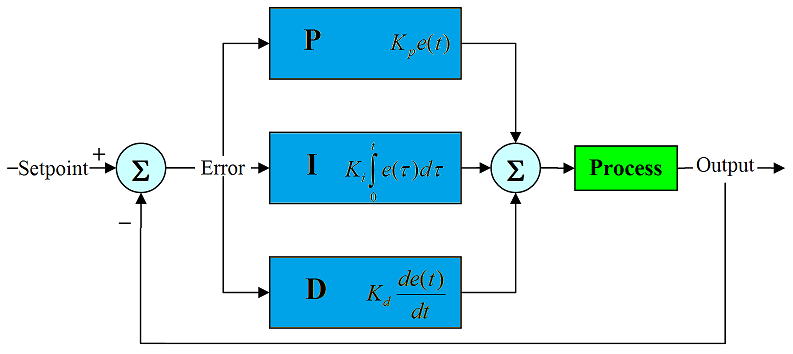 P K_p e(t)
−Setpoint + Σ Error I K_i ∫_0^t e(τ)dτ Σ Process Output
−
D K_d de(t)/dt